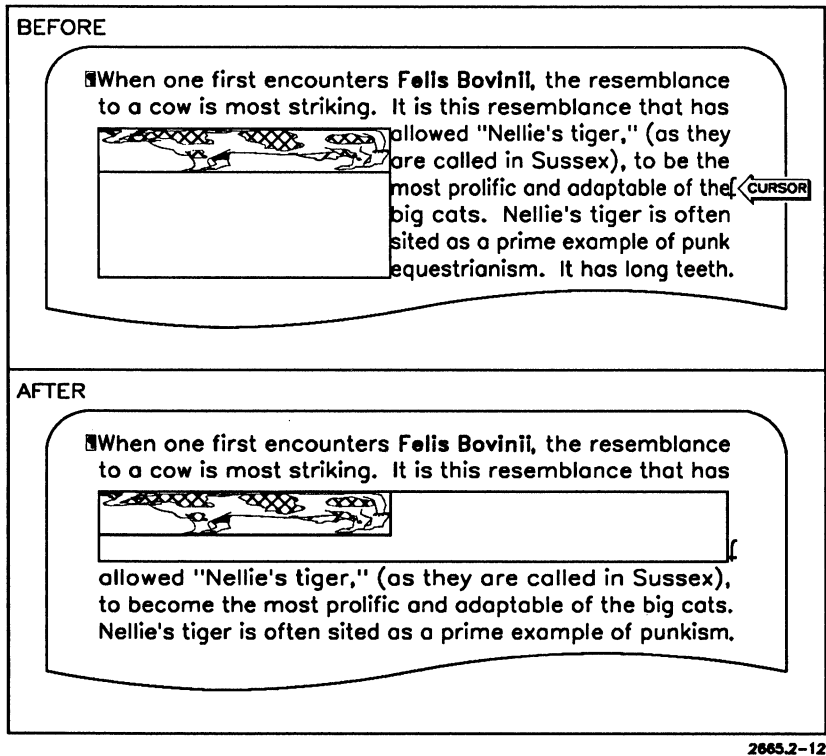 BEFORE
¶When one first encounters Felis Bovinii, the resemblance
to a cow is most striking. It is this resemblance that has
allowed "Nellie's tiger," (as they
are called in Sussex), to be the
most prolific and adaptable of the
CURSOR
big cats. Nellie's tiger is often
sited as a prime example of punk
equestrianism. It has long teeth.
AFTER
¶When one first encounters Felis Bovinii, the resemblance
to a cow is most striking. It is this resemblance that has
allowed "Nellie's tiger," (as they are called in Sussex),
to become the most prolific and adaptable of the big cats.
Nellie's tiger is often sited as a prime example of punkism.
2665.2-12